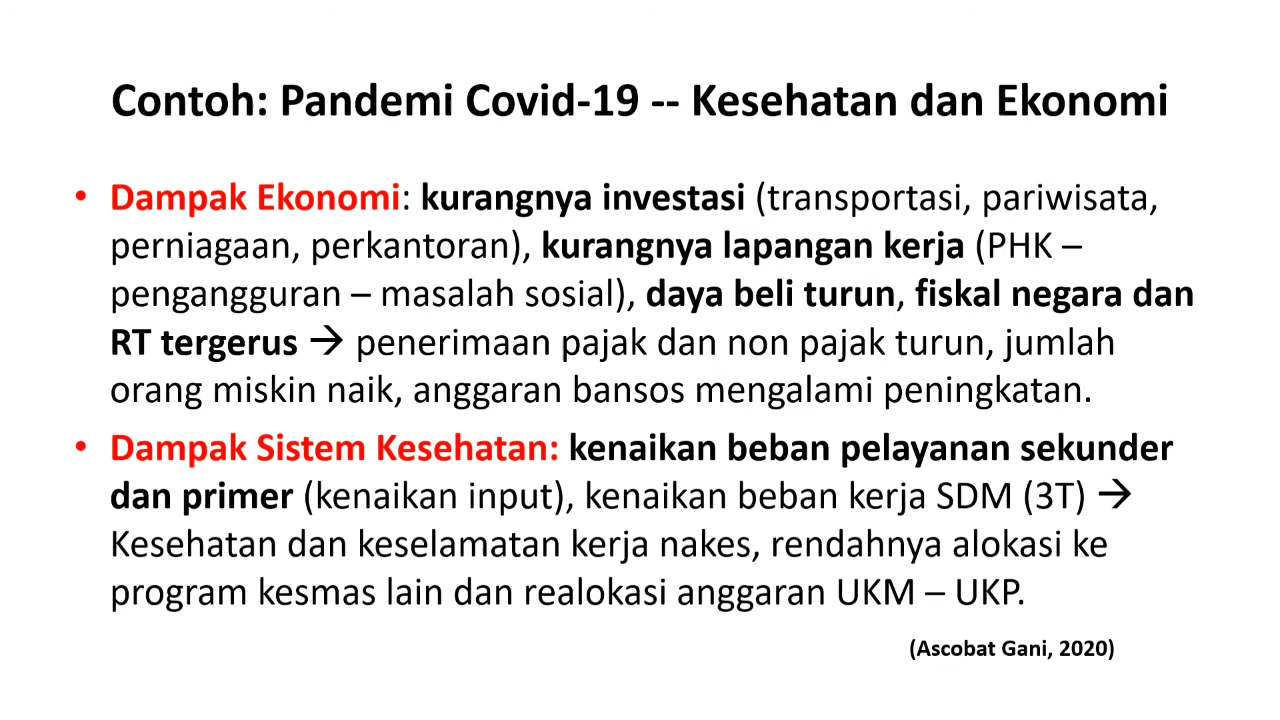 Contoh: Pandemi Covid-19 -- Kesehatan dan Ekonomi
• Dampak Ekonomi: kurangnya investasi (transportasi, pariwisata,
perniagaan, perkantoran), kurangnya lapangan kerja (PHK –
pengangguran – masalah sosial), daya beli turun, fiskal negara dan
RT tergerus → penerimaan pajak dan non pajak turun, jumlah
orang miskin naik, anggaran bansos mengalami peningkatan.
• Dampak Sistem Kesehatan: kenaikan beban pelayanan sekunder
dan primer (kenaikan input), kenaikan beban kerja SDM (3T) →
Kesehatan dan keselamatan kerja nakes, rendahnya alokasi ke
program kesmas lain dan realokasi anggaran UKM – UKP.
(Ascobat Gani, 2020)